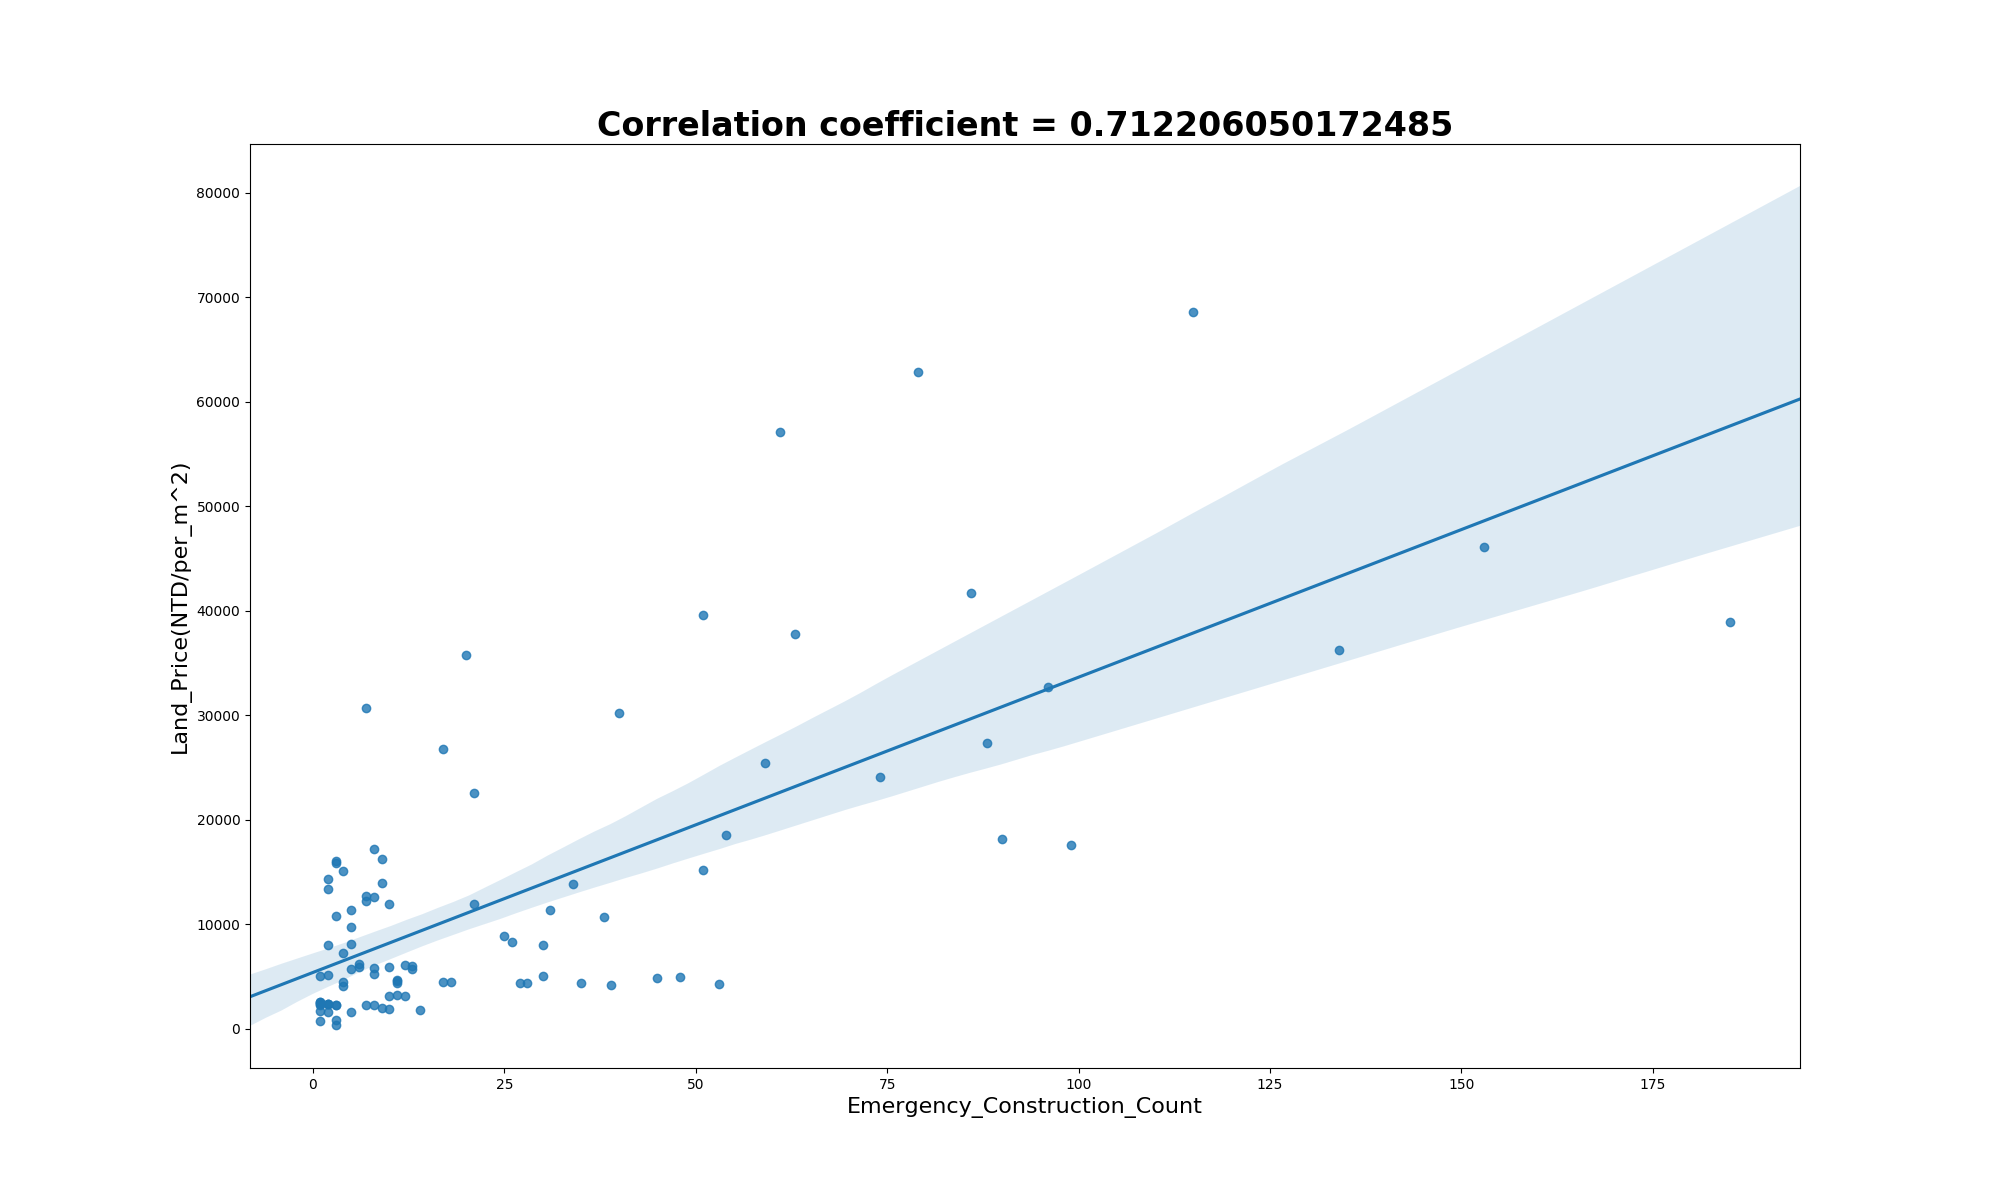 Correlation coefficient = 0.712206050172485
80000
70000
60000
50000
40000
30000
20000
10000
0
Land_Price(NTD/per_m^2)
0 25 50 75 100 125 150 175
Emergency_Construction_Count